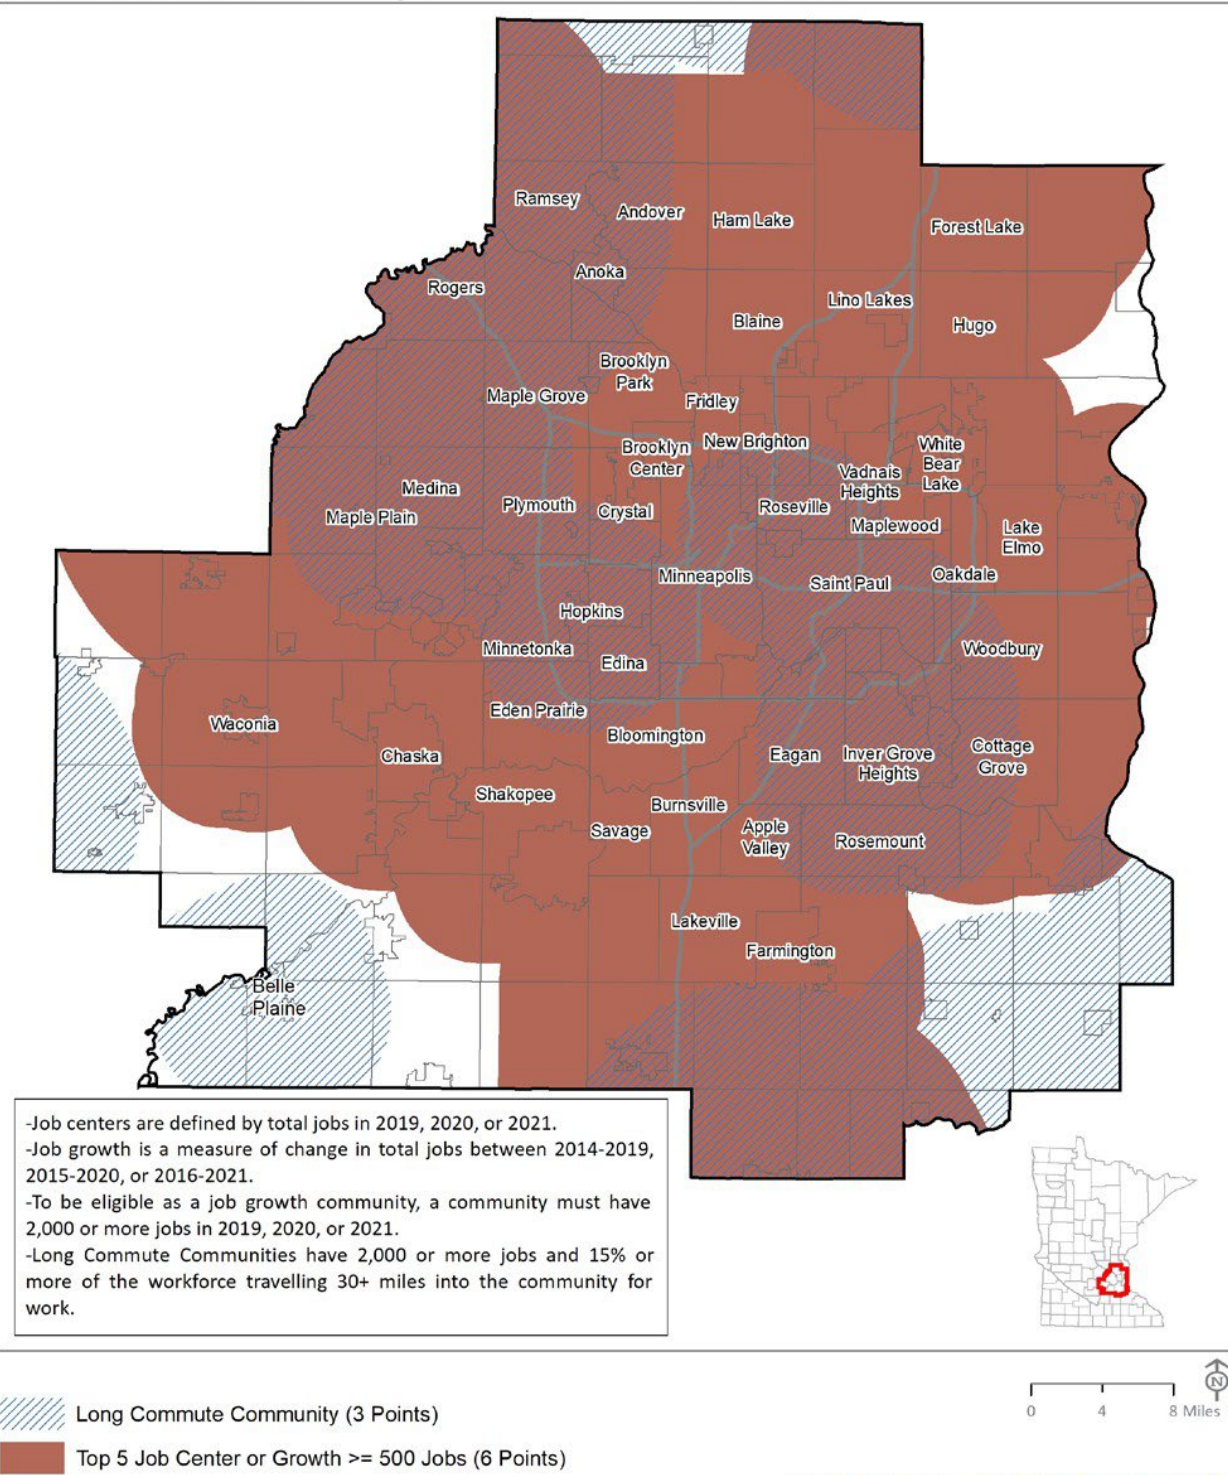 Ramsey
Andover
Ham Lake
Forest Lake
Anoka
Rogers
Lino Lakes
Blaine
Hugo
Brooklyn
Park
Maple Grove
Fridley
Brooklyn
Center
New Brighton
White
Bear
Lake
Vadnais
Heights
Medina
Maple Plain
Plymouth
Crystal
Roseville
Maplewood
Lake
Elmo
Minneapolis
Saint Paul
Oakdale
Hopkins
Minnetonka
Edina
Woodbury
Eden Prairie
Waconia
Bloomington
Chaska
Eagan
Inver Grove
Heights
Cottage
Grove
Shakopee
Burnsville
Savage
Apple
Valley
Rosemount
Lakeville
Farmington
Belle
Plaine
-Job centers are defined by total jobs in 2019, 2020, or 2021.
-Job growth is a measure of change in total jobs between 2014-2019,
2015-2020, or 2016-2021.
-To be eligible as a job growth community, a community must have
2,000 or more jobs in 2019, 2020, or 2021.
-Long Commute Communities have 2,000 or more jobs and 15% or
more of the workforce travelling 30+ miles into the community for
work.
N
0 4 8 Miles
Long Commute Community (3 Points)
Top 5 Job Center or Growth >= 500 Jobs (6 Points)